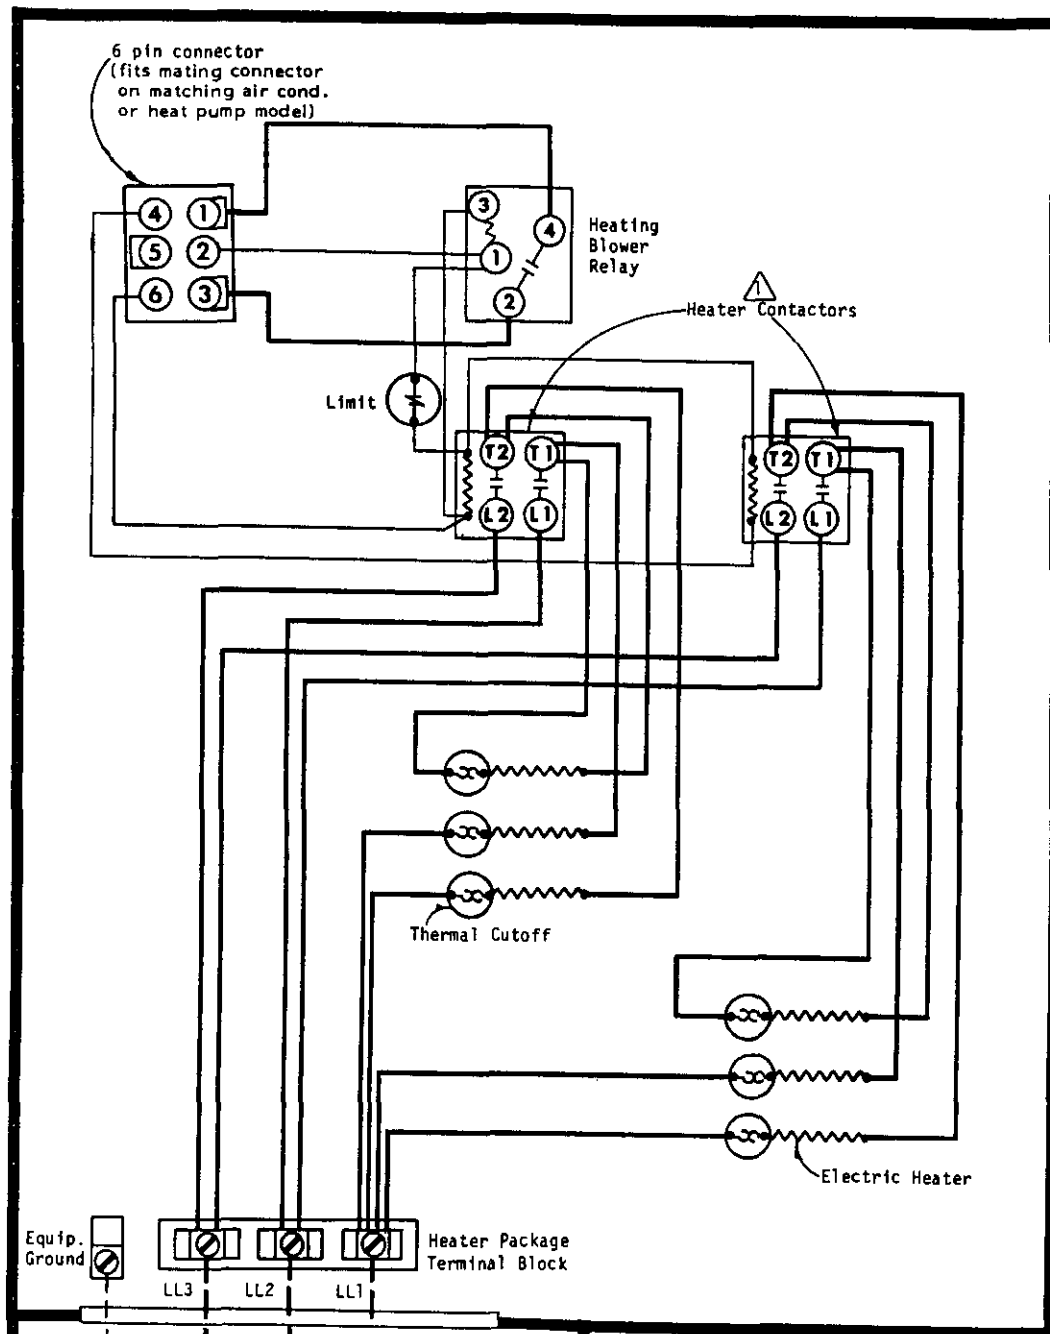 6 pin connector
(fits mating connector
on matching air cond.
or heat pump model)
4 1
5 2
6 3
3
4
1
2
Heating
Blower
Relay
1
Heater Contactors
Limit
T2 T1
L2 L1
T2 T1
L2 L1
Thermal Cutoff
Electric Heater
Equip.
Ground
Heater Package
Terminal Block
LL3 LL2 LL1